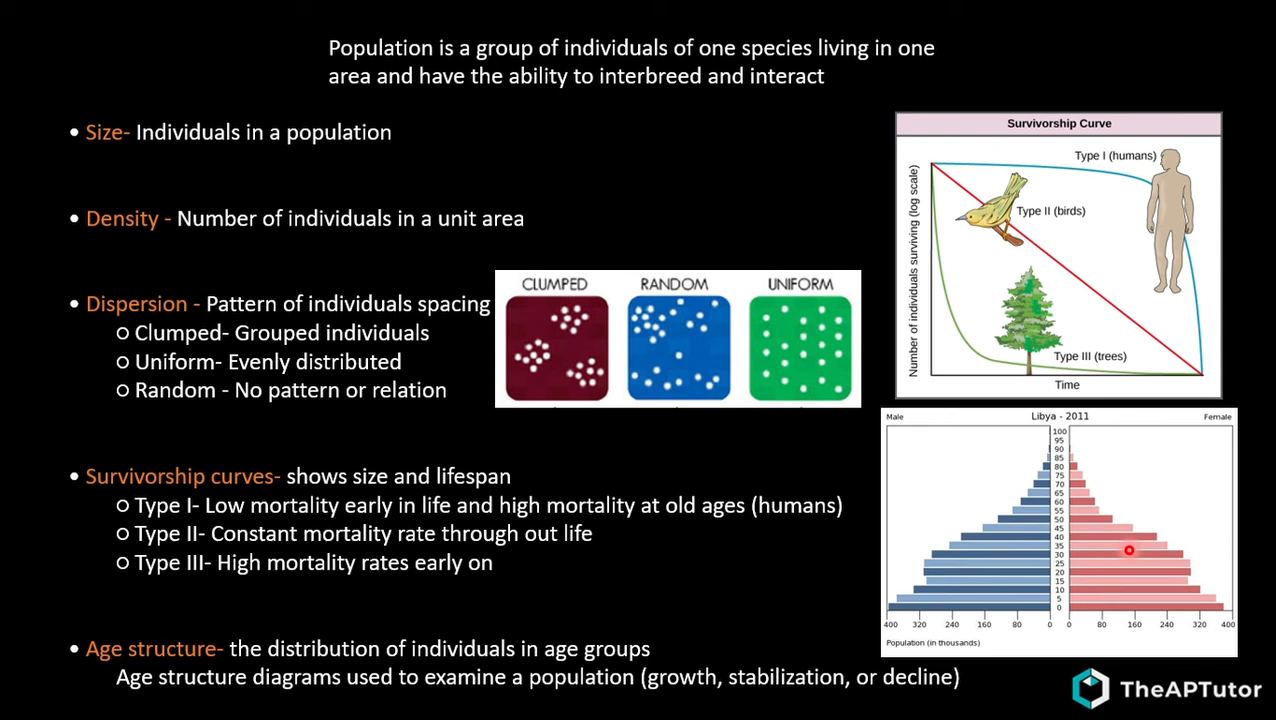 Population is a group of individuals of one species living in one
area and have the ability to interbreed and interact
• Size- Individuals in a population
• Density - Number of individuals in a unit area
• Dispersion - Pattern of individuals spacing
○ Clumped- Grouped individuals
○ Uniform- Evenly distributed
○ Random - No pattern or relation
CLUMPED RANDOM UNIFORM
• Survivorship curves- shows size and lifespan
○ Type I- Low mortality early in life and high mortality at old ages (humans)
○ Type II- Constant mortality rate through out life
○ Type III- High mortality rates early on
• Age structure- the distribution of individuals in age groups
Age structure diagrams used to examine a population (growth, stabilization, or decline)
Survivorship Curve
Number of individuals surviving (log scale)
Type I (humans)
Type II (birds)
Type III (trees)
Time
Male Libya - 2011 Female
100
95
90
85
80
75
70
65
60
55
50
45
40
35
30
25
20
15
10
5
0
400 320 240 160 80 0 0 80 160 240 320 400
Population (in thousands)
TheAPTutor